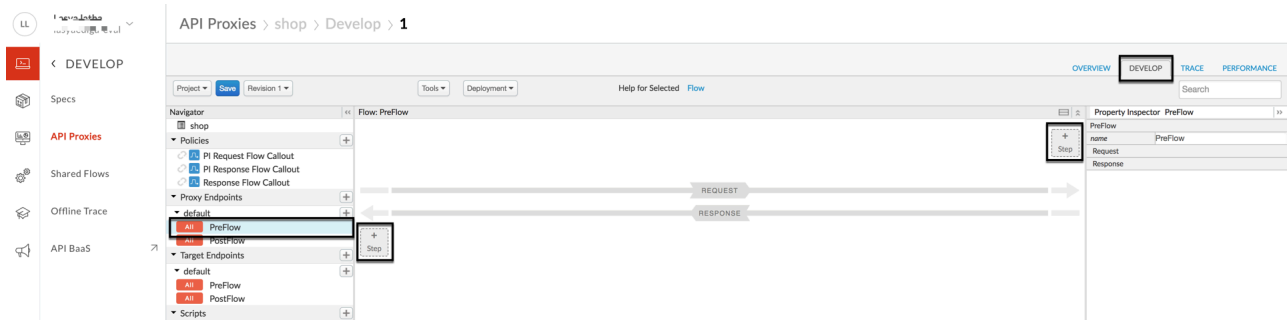 LL
API Proxies > shop > Develop > 1
< DEVELOP
OVERVIEW DEVELOP TRACE PERFORMANCE
Project Save Revision 1 Tools Deployment Help for Selected Flow Search
Specs
API Proxies
Shared Flows
Offline Trace
API BaaS
Navigator
shop
Policies
PI Request Flow Callout
PI Response Flow Callout
Response Flow Callout
Proxy Endpoints
default
All PreFlow
All PostFlow
Target Endpoints
default
All PreFlow
All PostFlow
Scripts
Flow: PreFlow
+
Step
REQUEST
RESPONSE
+
Step
Property Inspector PreFlow
PreFlow
name PreFlow
Request
Response